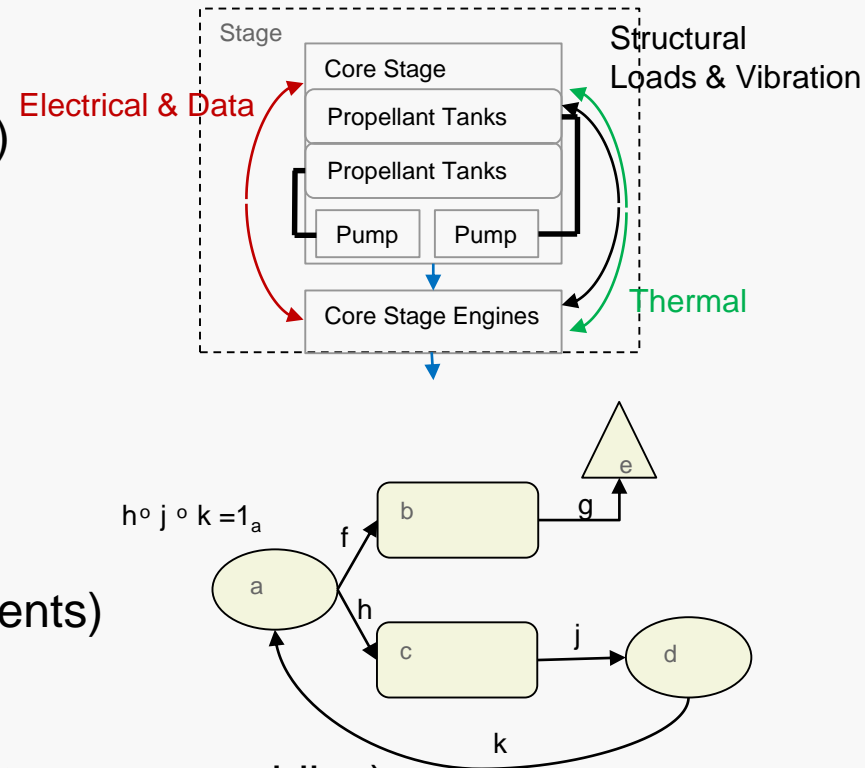 Stage
Structural
Loads & Vibration
Core Stage
Electrical & Data
)
Propellant Tanks
Propellant Tanks
Pump
Pump
Core Stage Engines
Thermal
e
b
g
h○ j ○ k =1a
f
a
h
ents)
c
j
d
k